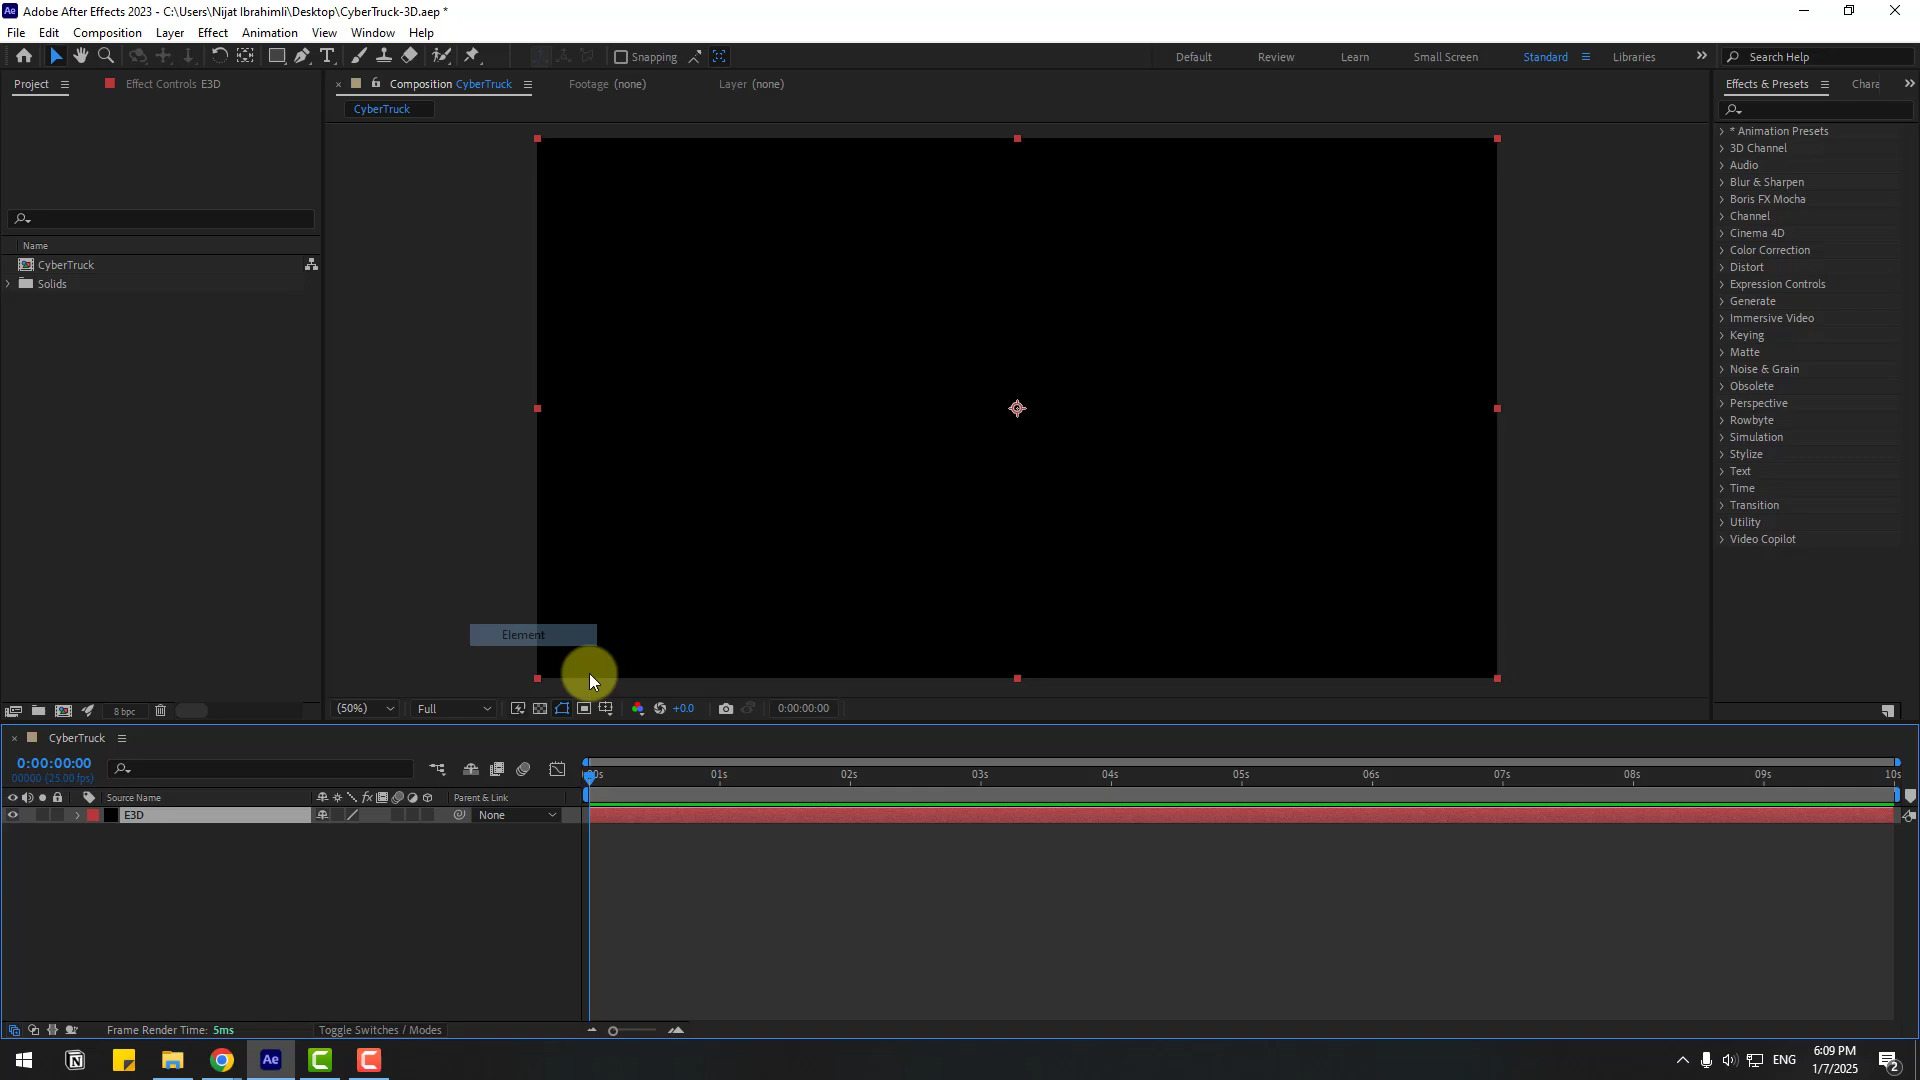 Adobe After Effects 2023 - C:\Users\Nijat Ibrahimli\Desktop\CyberTruck-3D.aep *
File Edit Composition Layer Effect Animation View Window Help
Snapping Default Review Learn Small Screen Standard Libraries Search Help
Project Effect Controls E3D Composition CyberTruck Footage (none) Layer (none) Effects & Presets Chara
CyberTruck
* Animation Presets
3D Channel
Audio
Blur & Sharpen
Boris FX Mocha
Channel
Cinema 4D
Color Correction
Distort
Expression Controls
Generate
Immersive Video
Keying
Matte
Noise & Grain
Obsolete
Perspective
Rowbyte
Simulation
Stylize
Text
Time
Transition
Utility
Video Copilot
Name
CyberTruck
Solids
Element
8 bpc (50%) Full +0.0 0:00:00:00
CyberTruck
0:00:00:00
00000 (25.00 fps)
00s 01s 02s 03s 04s 05s 06s 07s 08s 09s 10s
Source Name Parent & Link
E3D None
Frame Render Time: 5ms Toggle Switches / Modes
Ae ENG 6:09 PM
1/7/2025
2